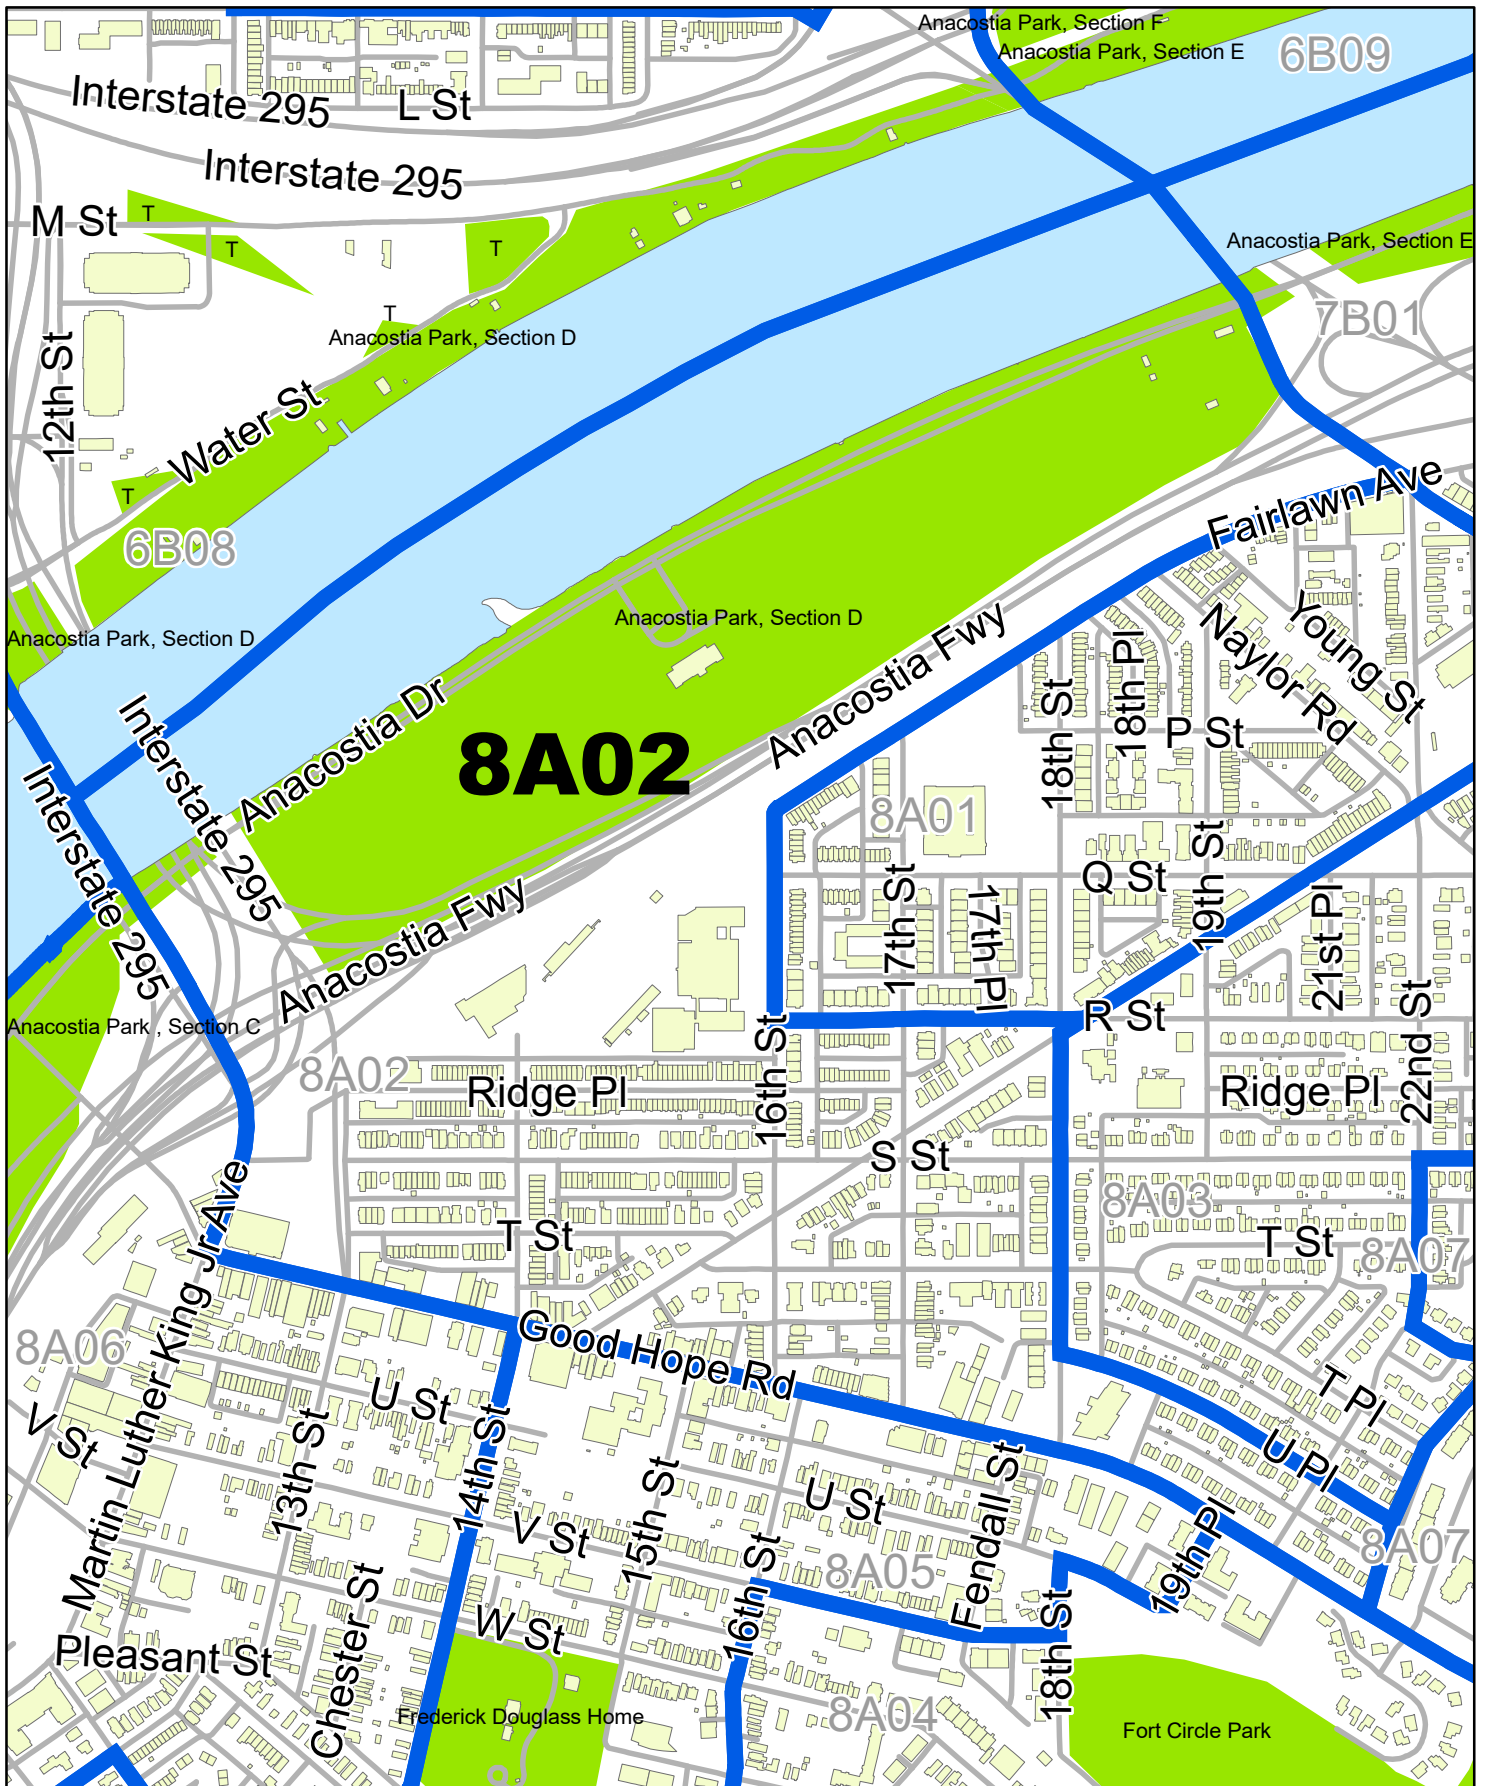 Anacostia Park, Section F
Anacostia Park, Section E
6B09
Interstate 295
L St
Interstate 295
M St
T
T
T
Anacostia Park, Section E
T
7B01
Anacostia Park, Section D
12th St
Water St
T
6B08
Fairlawn Ave
Anacostia Park, Section D
Anacostia Park, Section D
Young St
Naylor Rd
18th Pl
18th St
P St
Anacostia Fwy
Anacostia Dr
Interstate 295
8A02
Interstate 295
8A01
19th St
Q St
17th St
17th Pl
21st Pl
Anacostia Fwy
22nd St
R St
Anacostia Park , Section C
16th St
8A02
Ridge Pl
Ridge Pl
S St
8A03
T St
T St
8A07
Martin Luther King Jr Ave
8A06
Good Hope Rd
T Pl
U St
V St
13th St
14th St
U Pl
15th St
U St
Fendall St
V St
8A05
8A07
19th Pl
16th St
Chester St
W St
18th St
Pleasant St
Frederick Douglass Home
8A04
Fort Circle Park